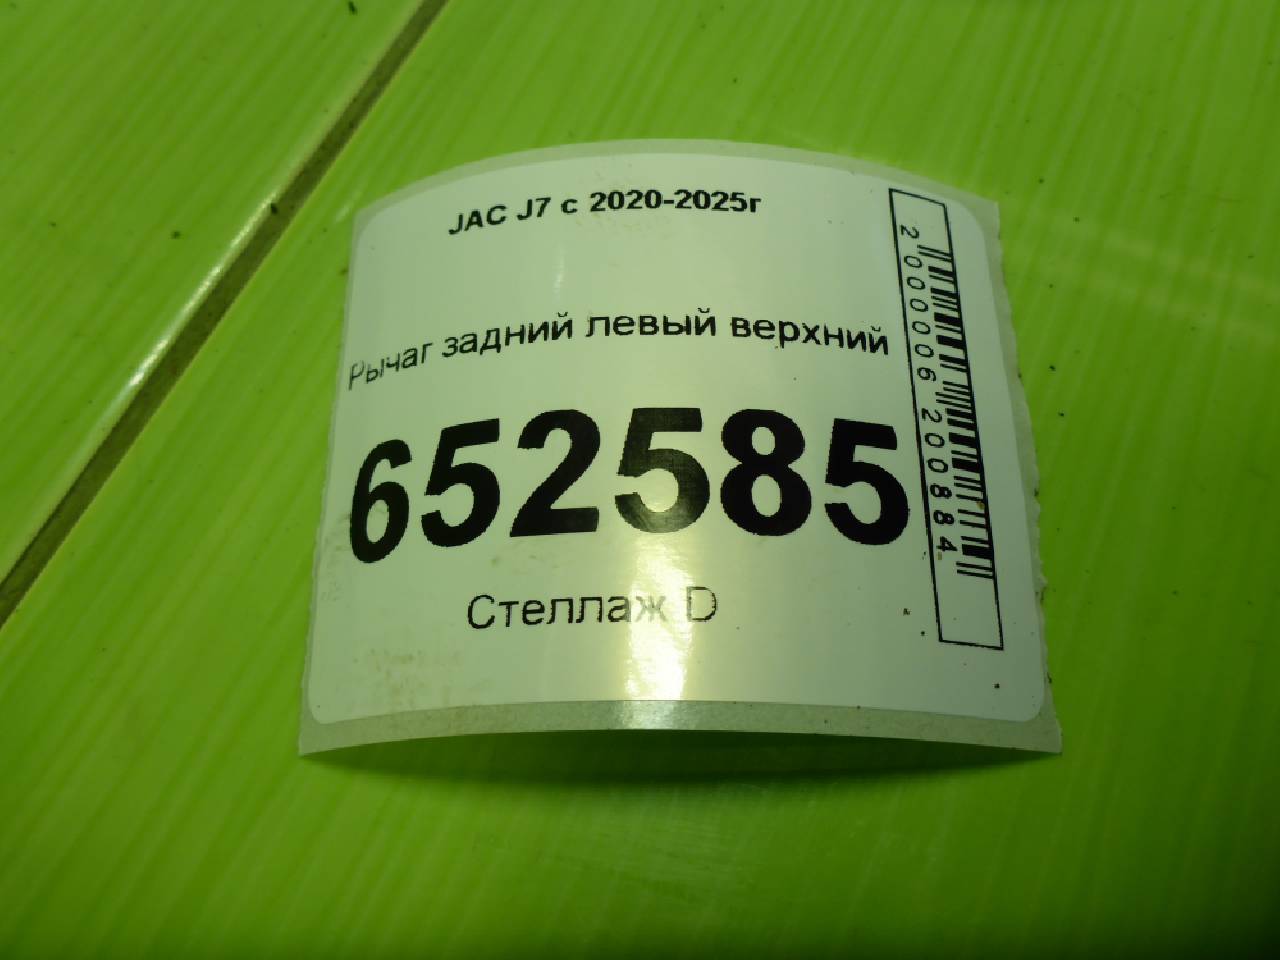 JAC J7 с 2020-2025г
Рычаг задний левый верхний
652585
Стеллаж D
2000006200884